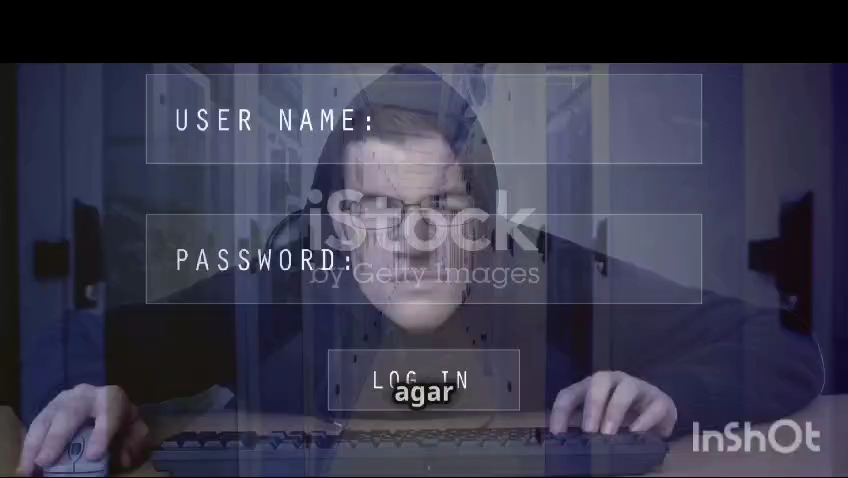 USER NAME:
iStock
PASSWORD:
by Getty Images
LOG IN
agar
InShOt